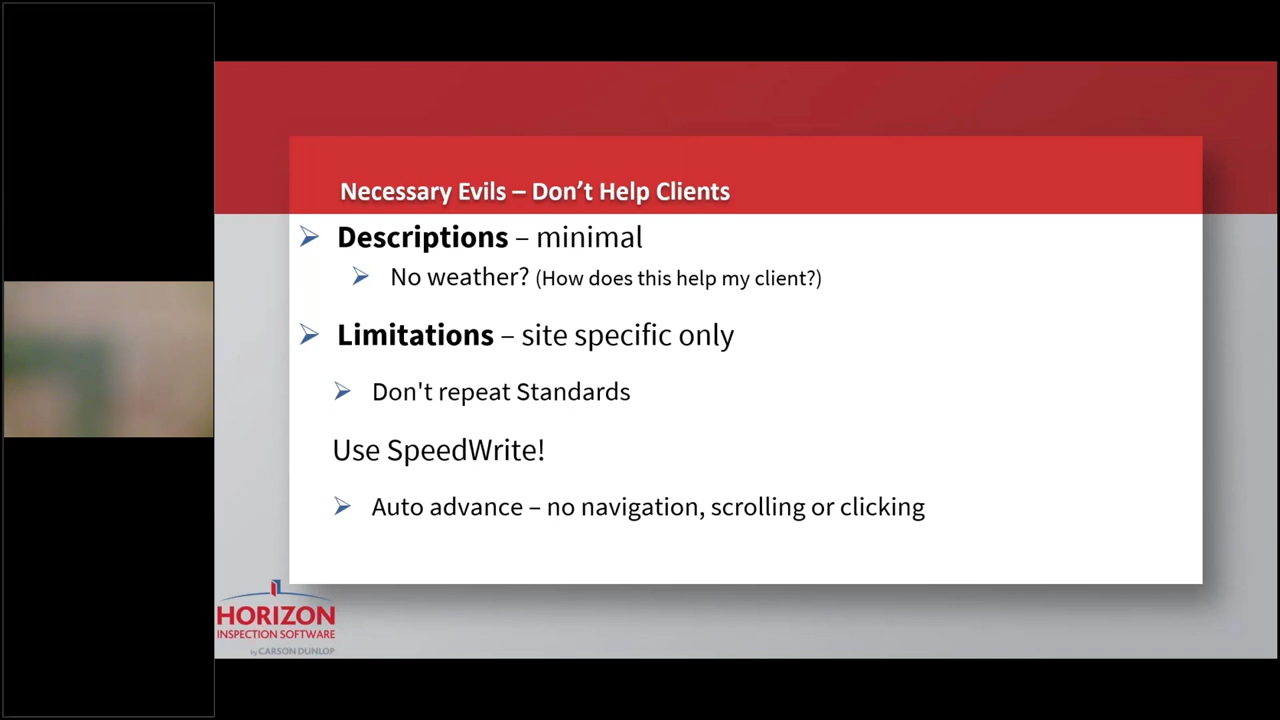 Necessary Evils – Don’t Help Clients
Descriptions – minimal
No weather? (How does this help my client?)
Limitations – site specific only
Don't repeat Standards
Use SpeedWrite!
Auto advance – no navigation, scrolling or clicking
HORIZON
INSPECTION SOFTWARE
by CARSON DUNLOP